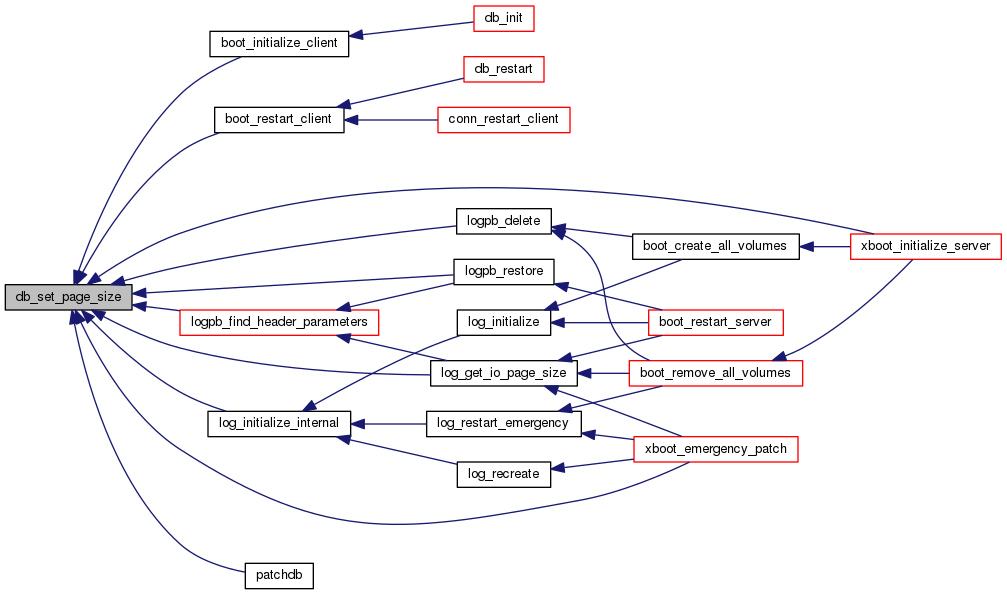 db_init
boot_initialize_client
db_restart
boot_restart_client
conn_restart_client
logpb_delete
boot_create_all_volumes
xboot_initialize_server
logpb_restore
db_set_page_size
logpb_find_header_parameters
log_initialize
boot_restart_server
log_get_io_page_size
boot_remove_all_volumes
log_initialize_internal
log_restart_emergency
xboot_emergency_patch
log_recreate
patchdb